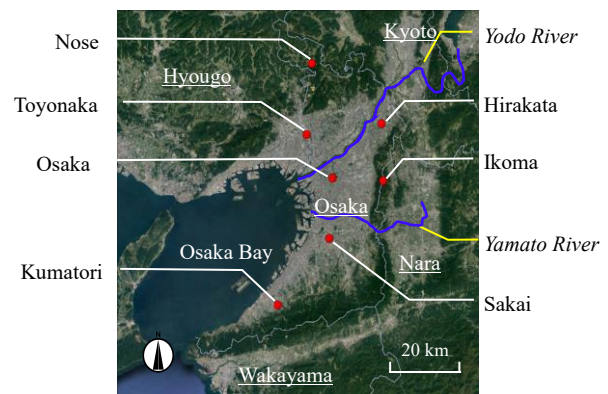 Kyoto
Yodo River
Nose
Hyougo
Toyonaka
Hirakata
Osaka
Ikoma
Osaka
Yamato River
Osaka Bay
Nara
Kumatori
Sakai
N
20 km
Wakayama